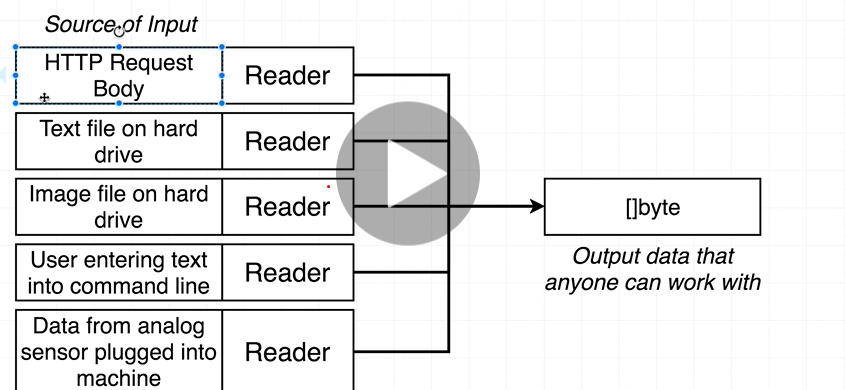 Source of Input
HTTP Request
Body
Reader
Text file on hard
drive
Reader
Image file on hard
drive
Reader
User entering text
into command line
Reader
Data from analog
sensor plugged into
machine
Reader
[]byte
Output data that
anyone can work with